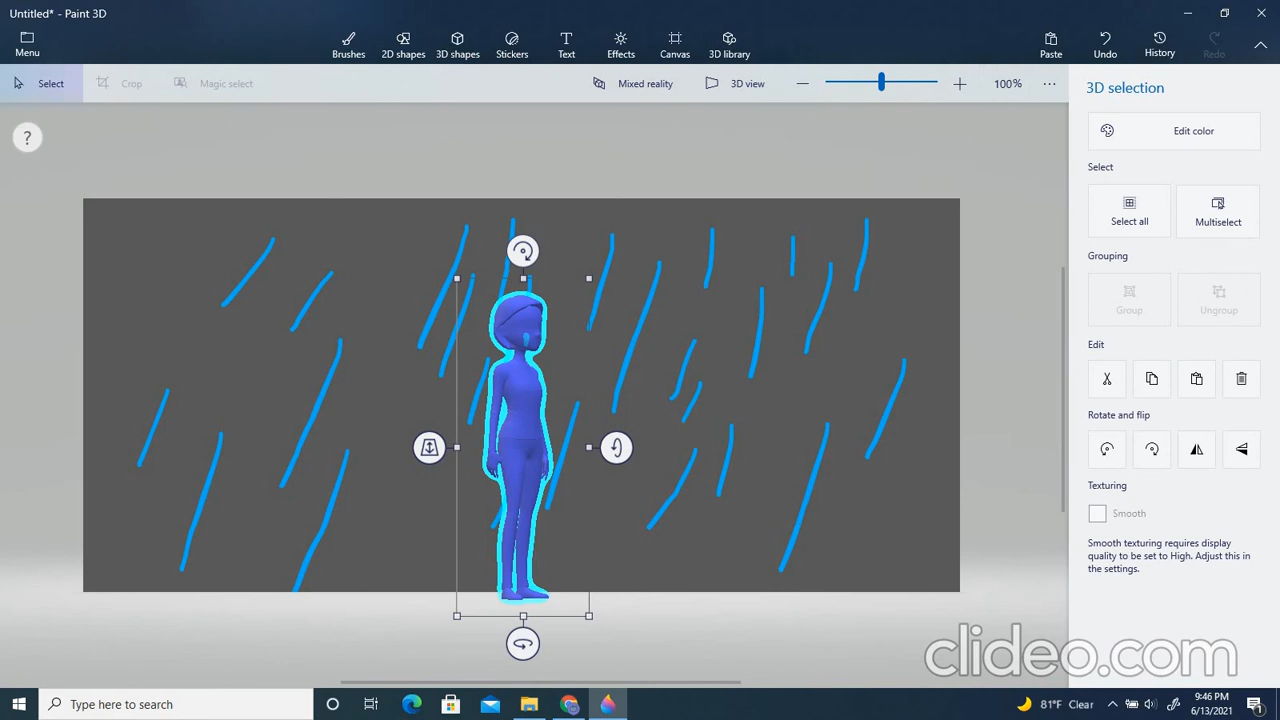 Untitled* - Paint 3D
Menu
Brushes
2D shapes
3D shapes
Stickers
Text
Effects
Canvas
3D library
Paste
Undo
History
Redo
Select
Crop
Magic select
Mixed reality
3D view
100%
?
3D selection
Edit color
Select
Select all
Multiselect
Grouping
Group
Ungroup
Edit
Rotate and flip
Texturing
Smooth
Smooth texturing requires display
quality to be set to High. Adjust this in
the settings.
clideo.com
Type here to search
81°F Clear
9:46 PM
6/13/2021
1